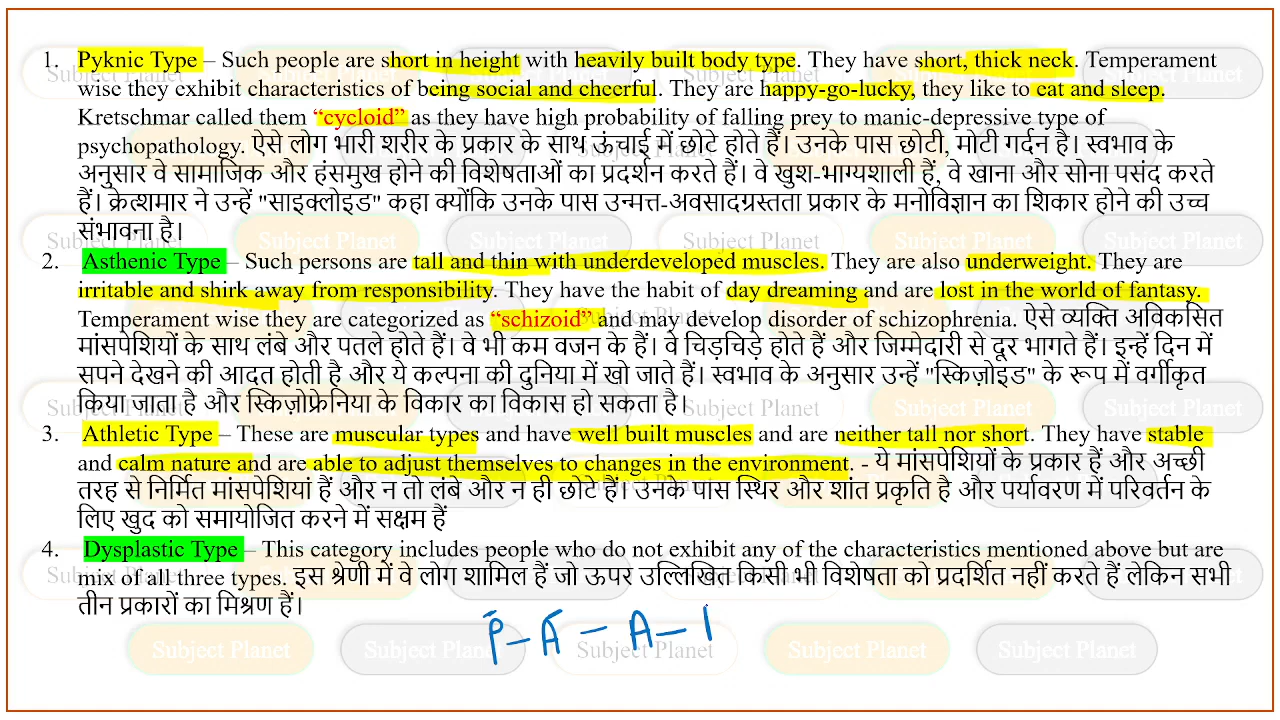 1. Pyknic Type – Such people are short in height with heavily built body type. They have short, thick neck. Temperament
wise they exhibit characteristics of being social and cheerful. They are happy-go-lucky, they like to eat and sleep.
Kretschmar called them “cycloid” as they have high probability of falling prey to manic-depressive type of
psychopathology. ऐसे लोग भारी शरीर के प्रकार के साथ ऊंचाई में छोटे होते हैं। उनके पास छोटी, मोटी गर्दन है। स्वभाव के
अनुसार वे सामाजिक और हंसमुख होने की विशेषताओं का प्रदर्शन करते हैं। वे खुश-भाग्यशाली हैं, वे खाना और सोना पसंद करते
हैं। क्रेत्शमार ने उन्हें "साइक्लोइड" कहा क्योंकि उनके पास उन्मत्त-अवसादग्रस्तता प्रकार के मनोविज्ञान का शिकार होने की उच्च
संभावना है।
2. Asthenic Type – Such persons are tall and thin with underdeveloped muscles. They are also underweight. They are
irritable and shirk away from responsibility. They have the habit of day dreaming and are lost in the world of fantasy.
Temperament wise they are categorized as “schizoid” and may develop disorder of schizophrenia. ऐसे व्यक्ति अविकसित
मांसपेशियों के साथ लंबे और पतले होते हैं। वे भी कम वजन के हैं। वे चिड़चिड़े होते हैं और जिम्मेदारी से दूर भागते हैं। इन्हें दिन में
सपने देखने की आदत होती है और ये कल्पना की दुनिया में खो जाते हैं। स्वभाव के अनुसार उन्हें "स्किज़ोइड" के रूप में वर्गीकृत
किया जाता है और स्किज़ोफ्रेनिया के विकार का विकास हो सकता है।
3. Athletic Type – These are muscular types and have well built muscles and are neither tall nor short. They have stable
and calm nature and are able to adjust themselves to changes in the environment. - ये मांसपेशियों के प्रकार हैं और अच्छी
तरह से निर्मित मांसपेशियां हैं और न तो लंबे और न ही छोटे हैं। उनके पास स्थिर और शांत प्रकृति है और पर्यावरण में परिवर्तन के
लिए खुद को समायोजित करने में सक्षम हैं
4. Dysplastic Type – This category includes people who do not exhibit any of the characteristics mentioned above but are
mix of all three types. इस श्रेणी में वे लोग शामिल हैं जो ऊपर उल्लिखित किसी भी विशेषता को प्रदर्शित नहीं करते हैं लेकिन सभी
तीन प्रकारों का मिश्रण हैं।
P – A – A – I
Subject Planet Subject Planet Subject Planet Subject Planet Subject Planet